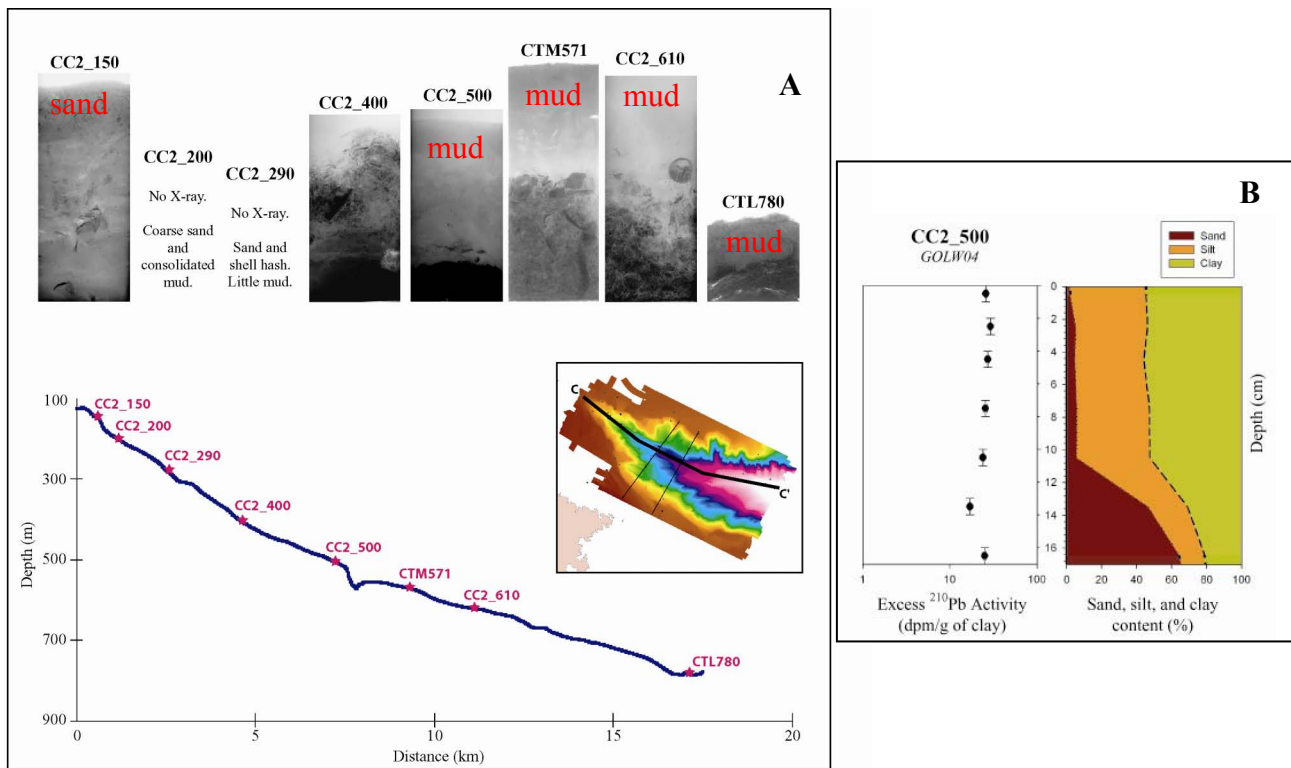 A
CC2_150
sand
CC2_200
No X-ray.
Coarse sand
and
consolidated
mud.
CC2_290
No X-ray.
Sand and
shell hash.
Little mud.
CC2_400
CC2_500
mud
CTM571
mud
CC2_610
mud
CTL780
mud
100
300
500
700
900
Depth (m)
CC2_150
CC2_200
CC2_290
CC2_400
CC2_500
CTM571
CC2_610
CTL780
C
C'
0
5
10
15
20
Distance (km)
B
CC2_500
GOLW04
Sand
Silt
Clay
1
10
100
Excess ²¹⁰Pb Activity
(dpm/g of clay)
0
2
4
6
8
10
12
14
16
Depth (cm)
0
20
40
60
80
100
Sand, silt, and clay
content (%)